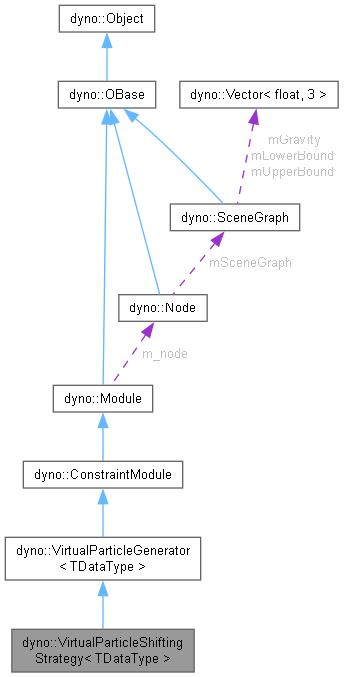 dyno::Object
dyno::OBase
dyno::Vector< float, 3 >
mGravity
mLowerBound
mUpperBound
dyno::SceneGraph
mSceneGraph
dyno::Node
m_node
dyno::Module
dyno::ConstraintModule
dyno::VirtualParticleGenerator
< TDataType >
dyno::VirtualParticleShifting
Strategy< TDataType >